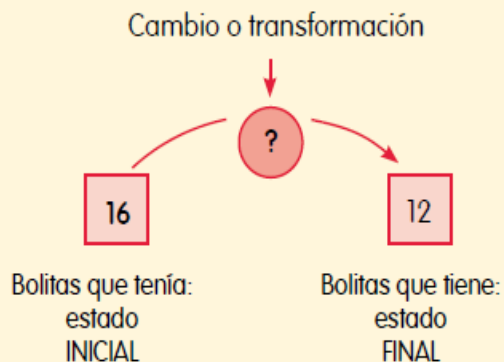 Cambio o transformación
?
16
12
Bolitas que tenía:
estado
INICIAL
Bolitas que tiene:
estado
FINAL